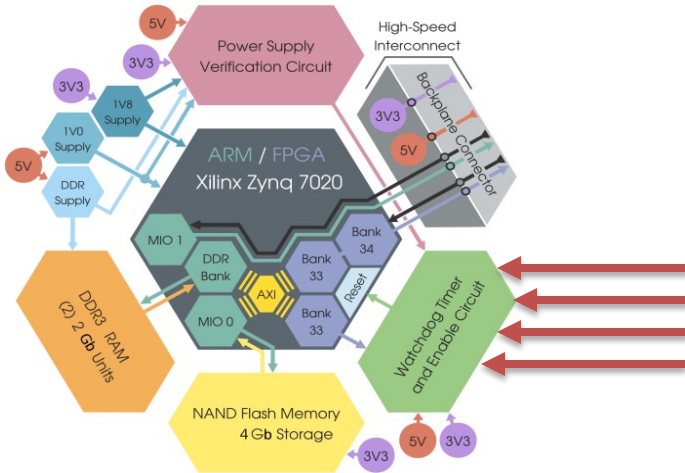 High-Speed
Interconnect
5V
Power Supply
Verification Circuit
3V3
3V3
1V8
Supply
Backplane Connector
3V3
5V
1V0
Supply
5V
DDR
Supply
ARM / FPGA
Xilinx Zynq 7020
MIO 1
DDR
Bank
Bank
33
Bank
34
AXI
Reset
MIO 0
Bank
33
DDR3 RAM
(2) 2 Gb
Units
Watchdog Timer
and Enable Circuit
NAND Flash Memory
4Gb Storage
3V3
5V
3V3